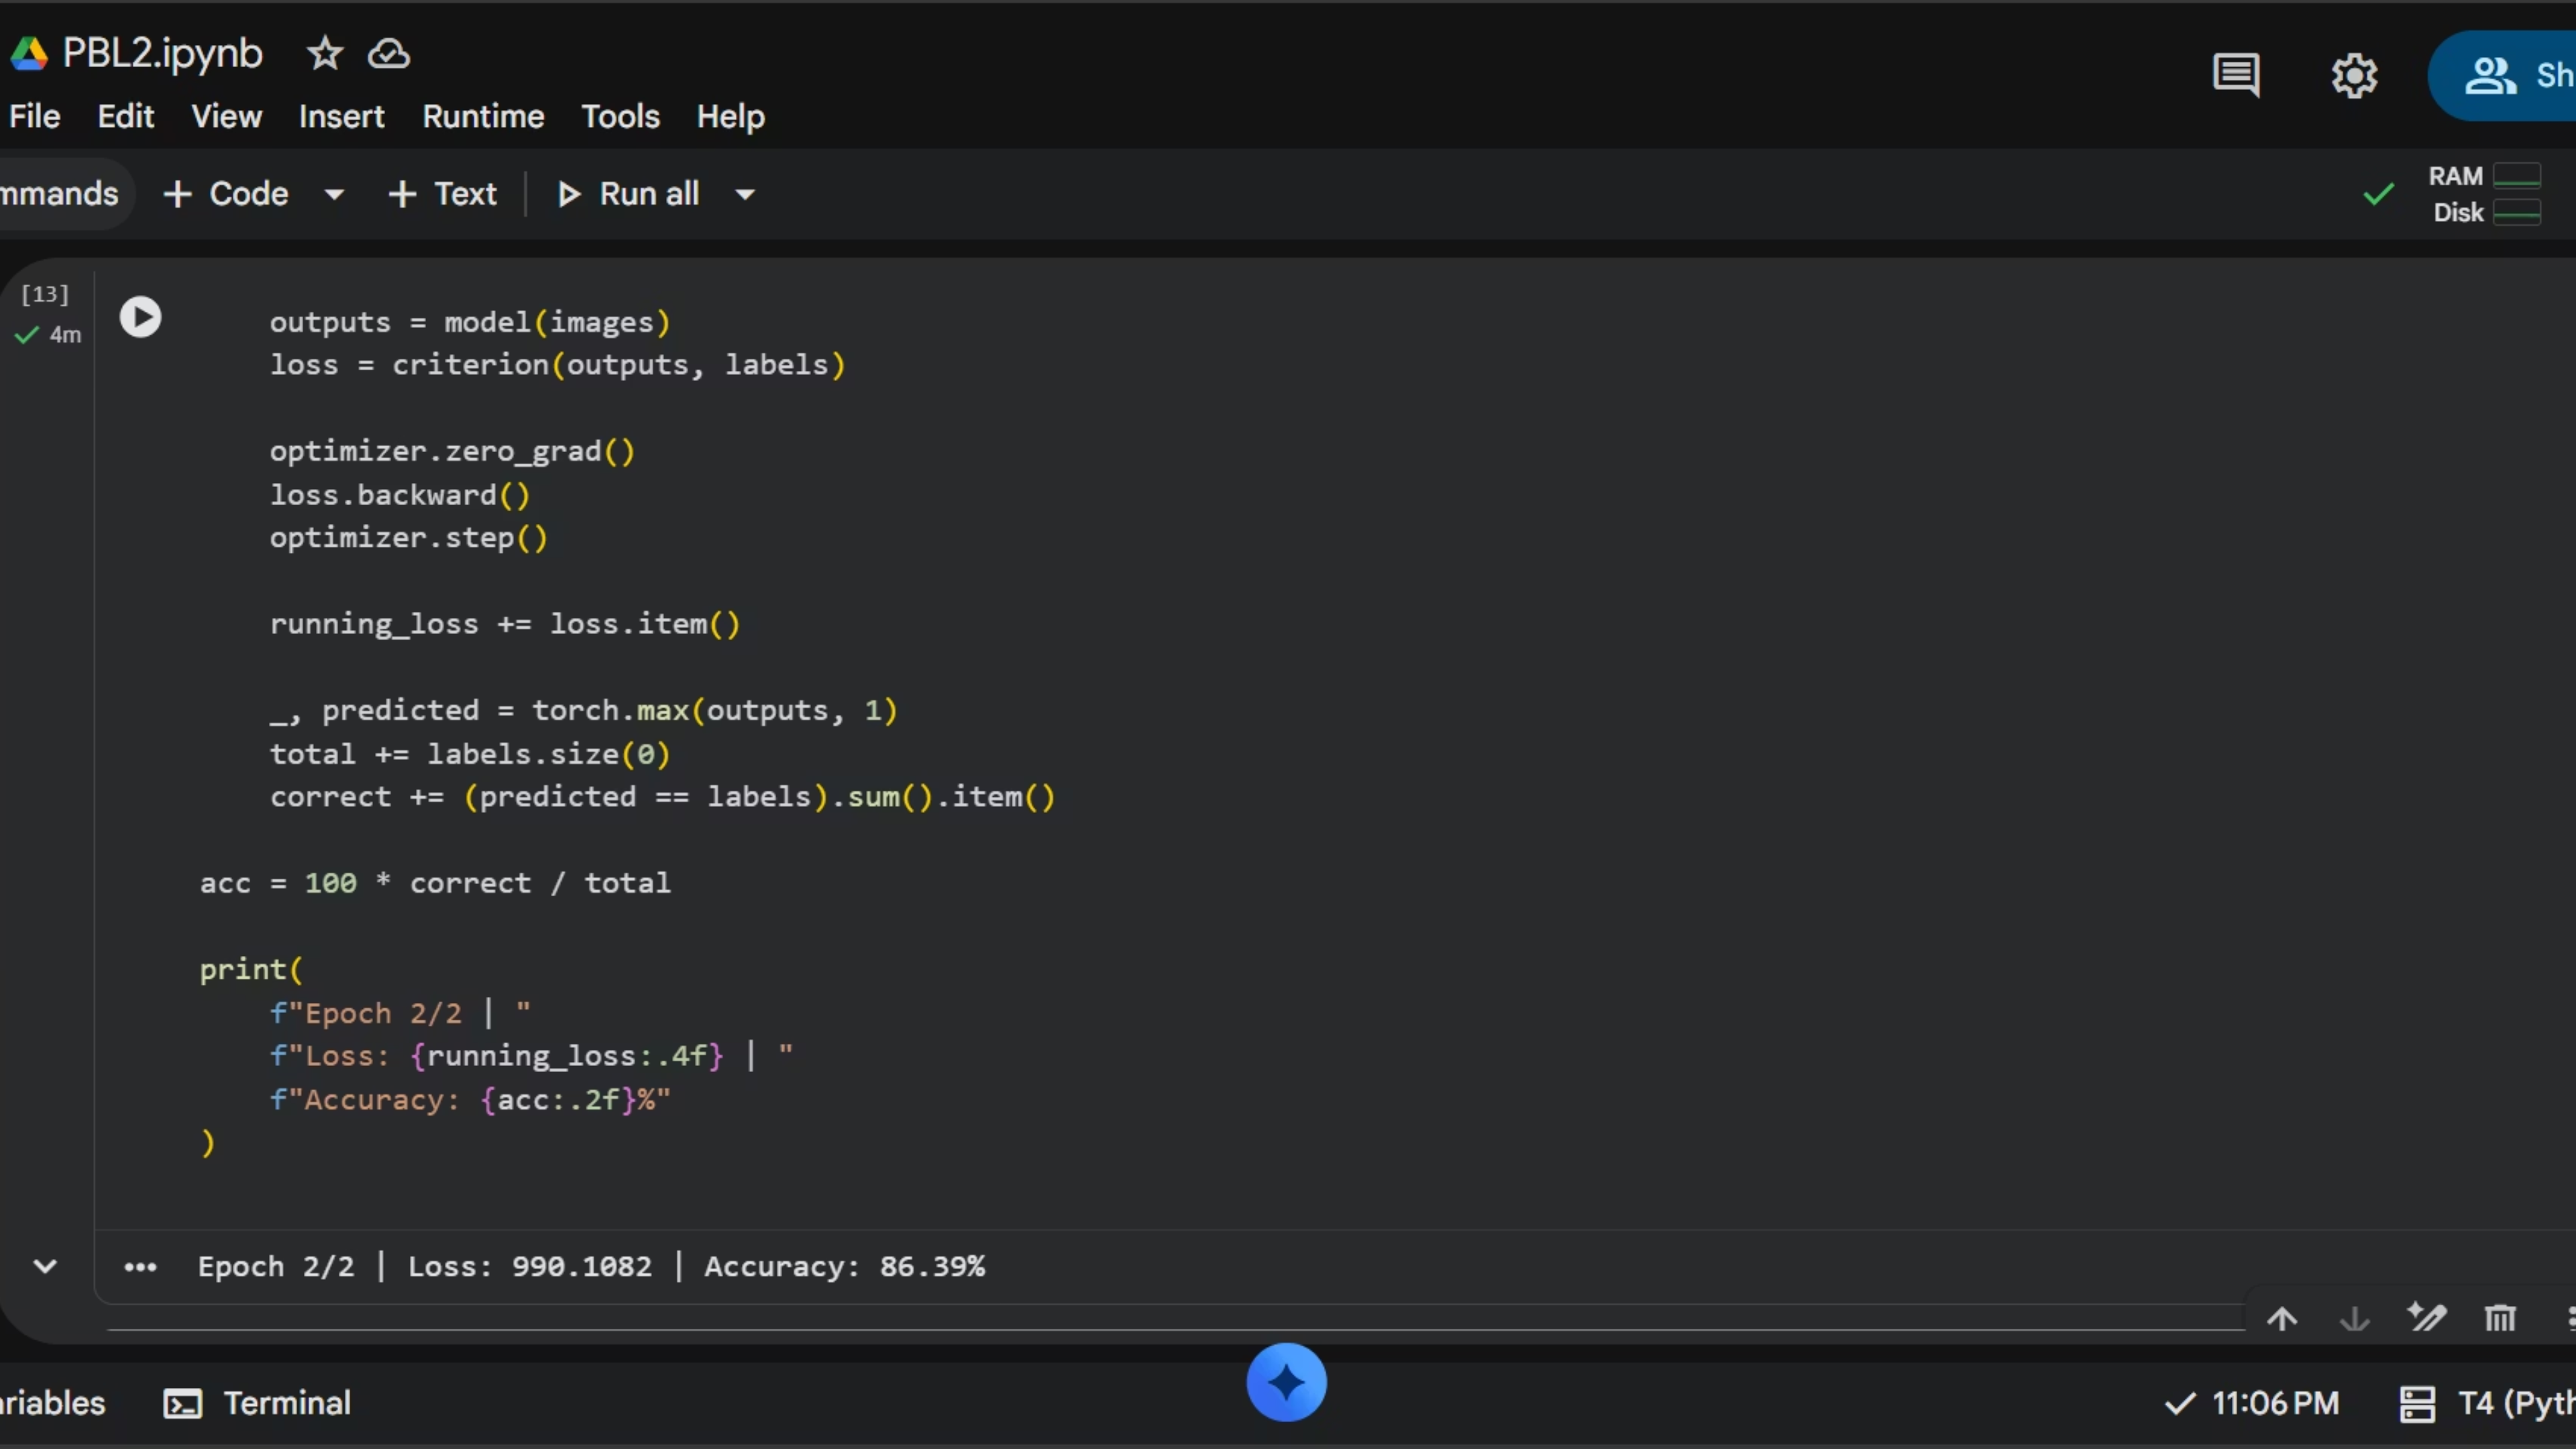 PBL2.ipynb
File Edit View Insert Runtime Tools Help
Sh
mmands + Code + Text Run all
RAM
Disk
[13]
4m
outputs = model(images)
loss = criterion(outputs, labels)
optimizer.zero_grad()
loss.backward()
optimizer.step()
running_loss += loss.item()
_, predicted = torch.max(outputs, 1)
total += labels.size(0)
correct += (predicted == labels).sum().item()
acc = 100 * correct / total
print(
f"Epoch 2/2 | "
f"Loss: {running_loss:.4f} | "
f"Accuracy: {acc:.2f}%"
)
Epoch 2/2 | Loss: 990.1082 | Accuracy: 86.39%
ariables Terminal 11:06 PM T4 (Pyth